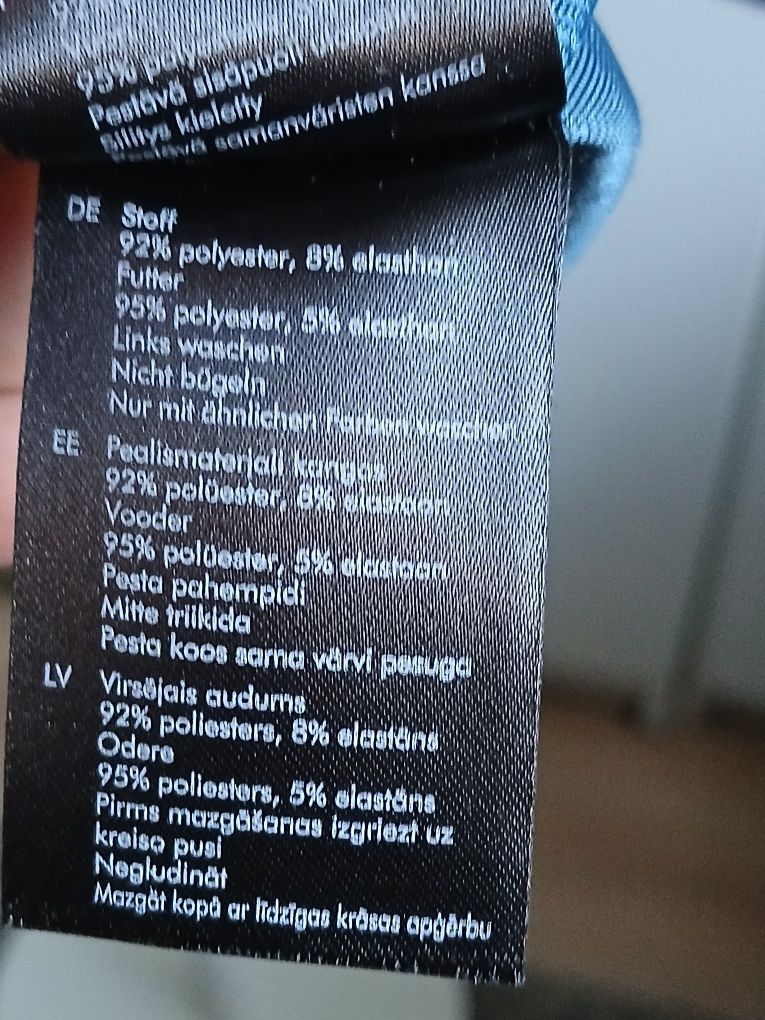 95%
Pestävä sisäpuoli
Silitys kielletty
samanväristen kanssa
DE Stoff
92% polyester, 8% elasthan
Futter
95% polyester, 5% elasthan
Links waschen
Nicht bügeln
Nur mit ähnlichen Farben waschen
EE Pealismaterjali kangas
92% polüester, 8% elastaan
Vooder
95% polüester, 5% elastaan
Pesta pahempidi
Mitte triikida
Pesta koos sama värvi pesuga
LV Virsējais audums
92% poliesters, 8% elastāns
Odere
95% poliesters, 5% elastāns
Pirms mazgāšanas izgriezt uz
kreiso pusi
Negludināt
Mazgāt kopā ar līdzīgas krāsas apģērbu